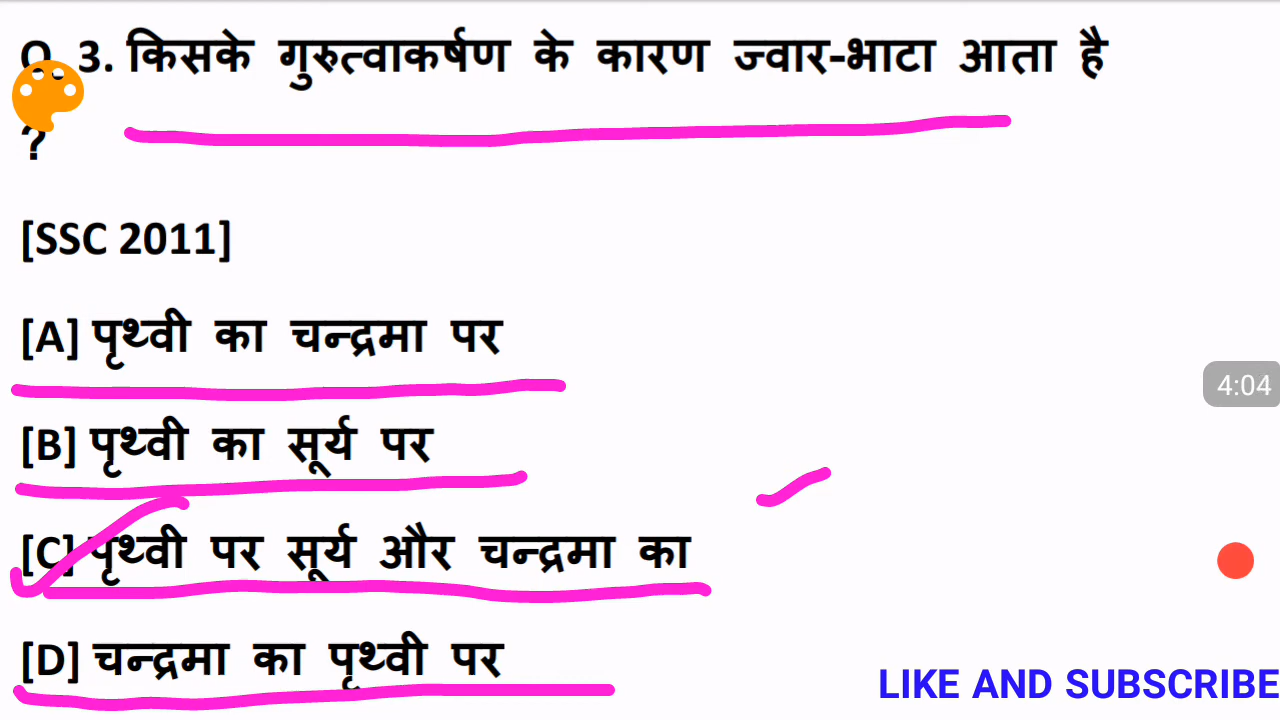 Q. 3. किसके गुरुत्वाकर्षण के कारण ज्वार-भाटा आता है
?
[SSC 2011]
[A] पृथ्वी का चन्द्रमा पर
4:04
[B] पृथ्वी का सूर्य पर
[C] पृथ्वी पर सूर्य और चन्द्रमा का
[D] चन्द्रमा का पृथ्वी पर
LIKE AND SUBSCRIBE